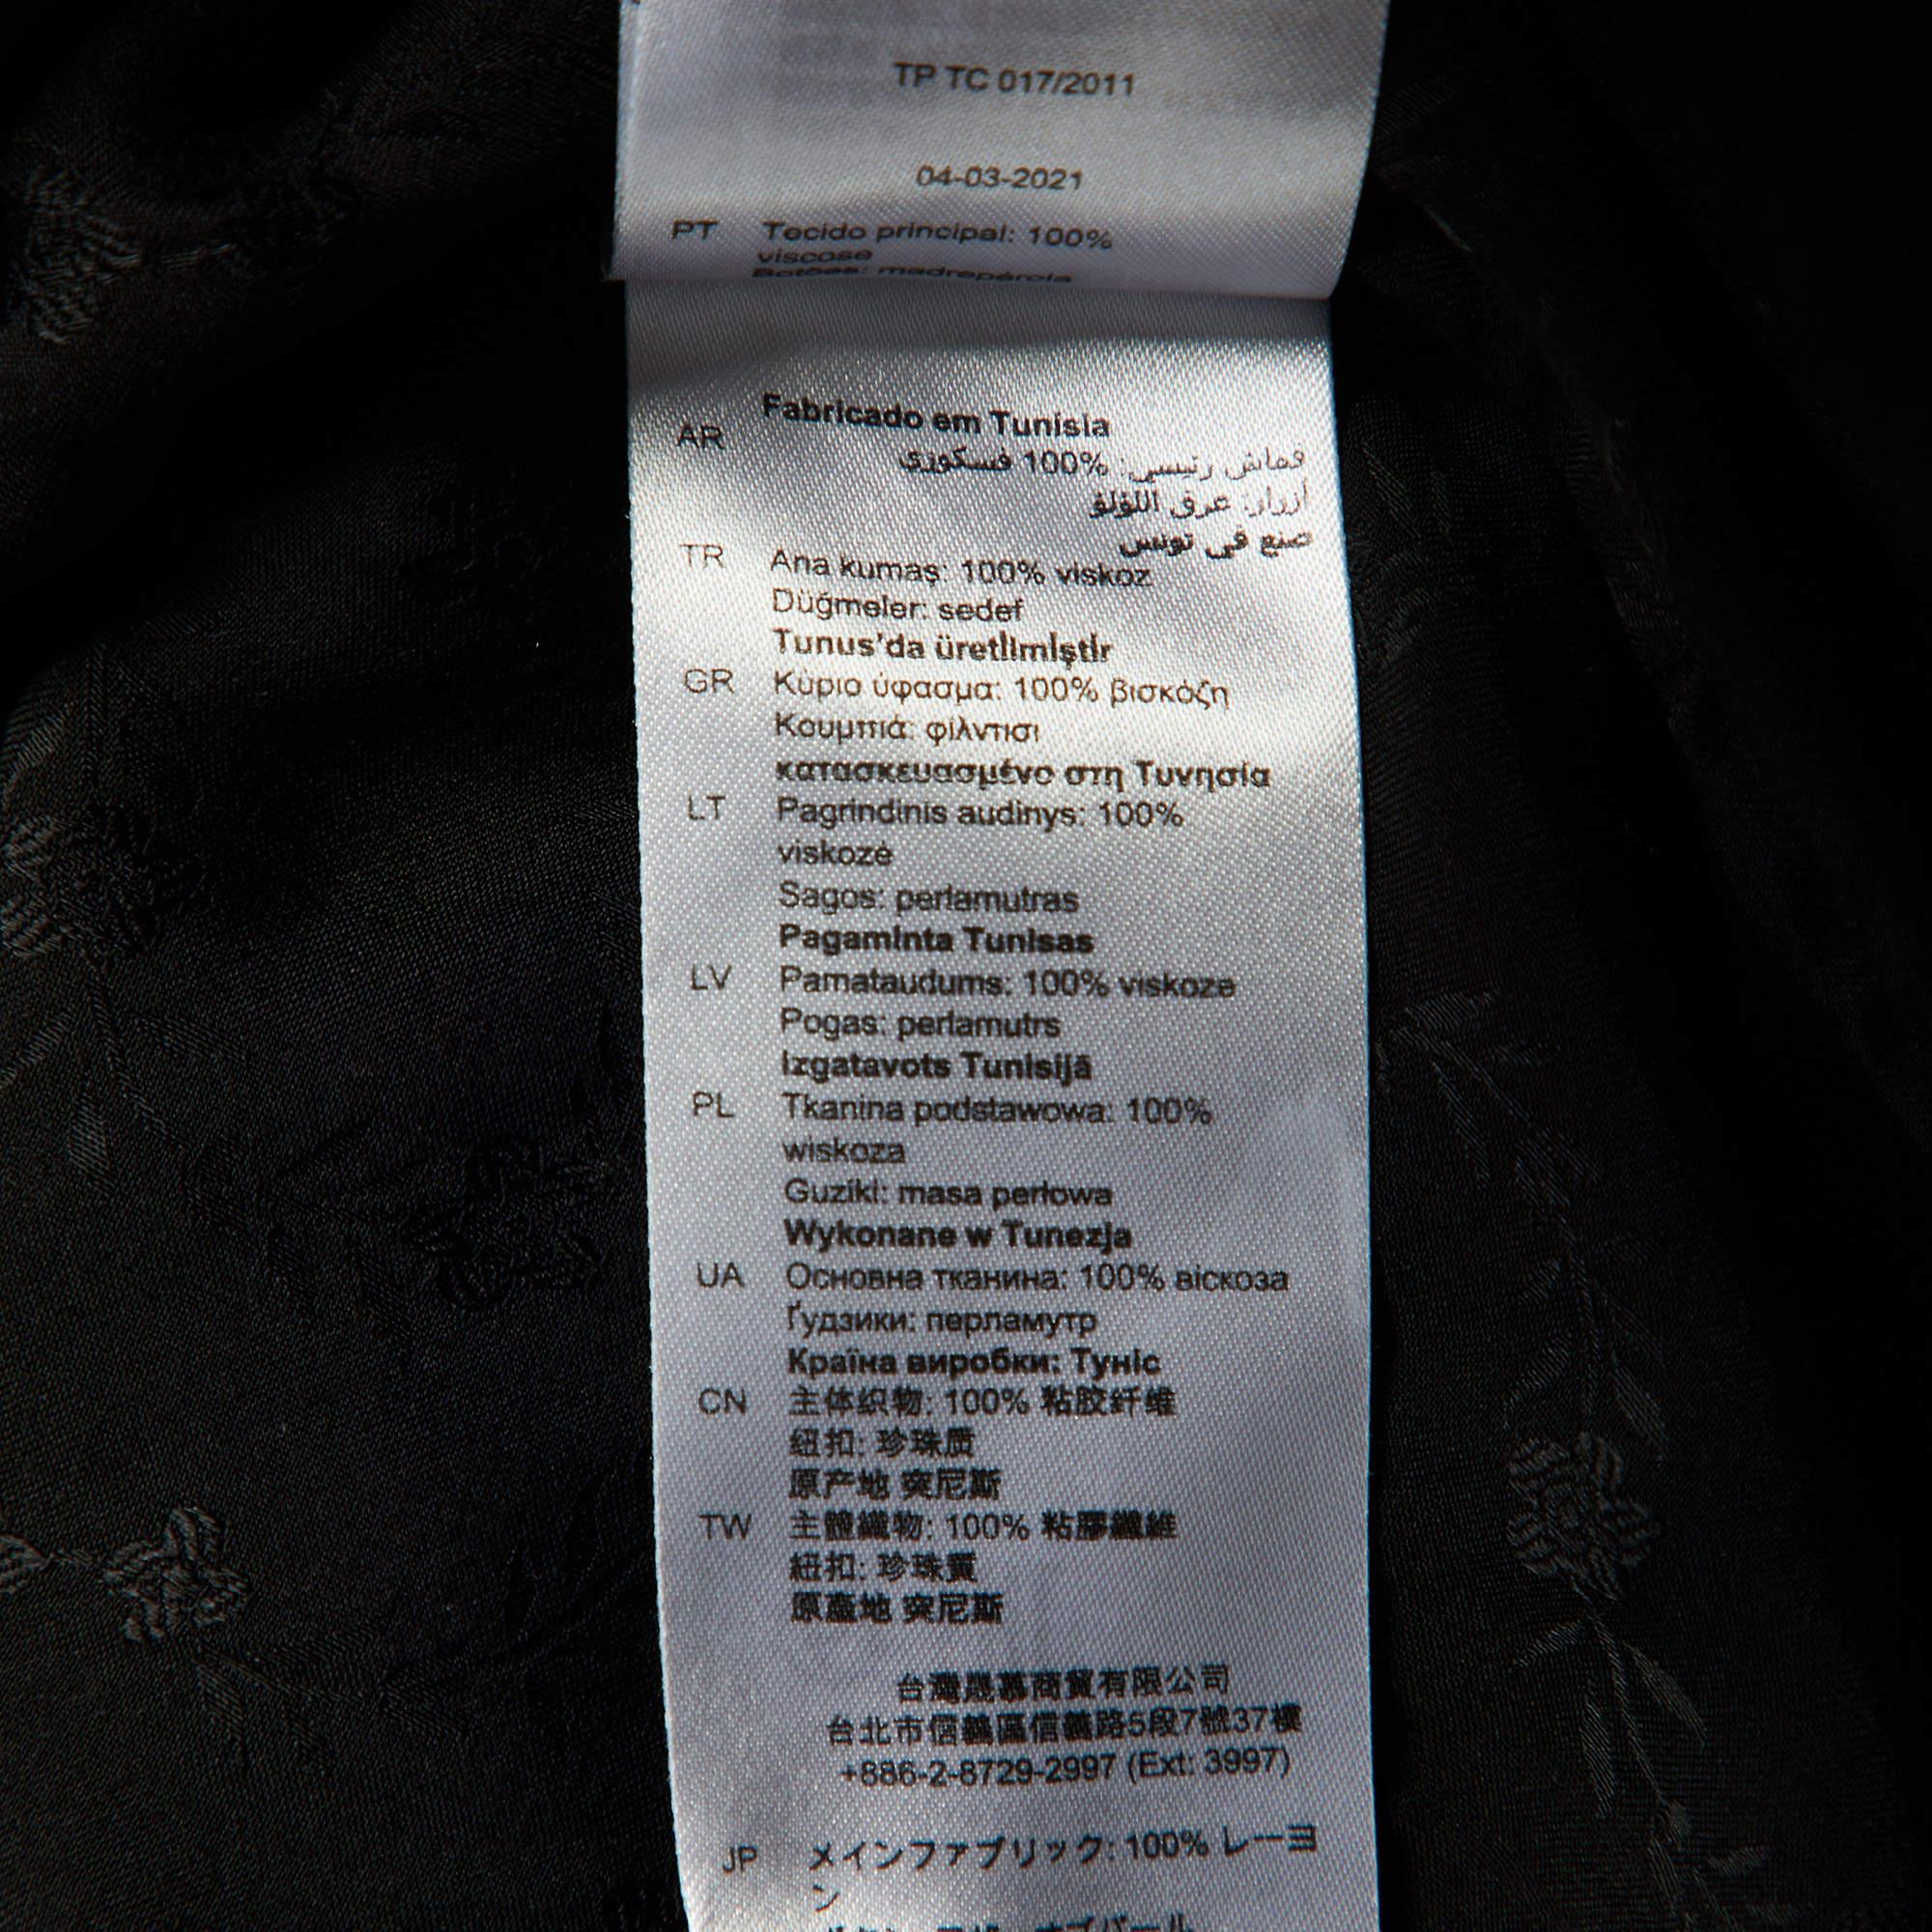 TP TC 017/2011
04-03-2021
PT Tecido principal: 100%
viscose
Botões: madrepérola
Fabricado em Tunísia
AR
قماش رئيسي: 100% فسكوزي
أزرار: عرق اللؤلؤ
صنع في تونس
TR Ana kumaş: 100% viskoz
Düğmeler: sedef
Tunus'da üretilmiştir
GR Κύριο ύφασμα: 100% βισκόζη
Κουμπιά: φίλντισι
κατασκευασμένο στη Τυνησία
LT Pagrindinis audinys: 100%
viskozė
Sagos: perlamutras
Pagaminta Tunisas
LV Pamataudums: 100% viskoze
Pogas: perlamutrs
Izgatavots Tunisijā
PL Tkanina podstawowa: 100%
wiskoza
Guziki: masa perłowa
Wykonane w Tunezja
UA Основна тканина: 100% віскоза
Ґудзики: перламутр
Країна виробки: Туніс
CN 主体织物: 100% 粘胶纤维
纽扣: 珍珠质
原产地 突尼斯
TW 主體織物: 100% 粘膠纖維
紐扣: 珍珠質
原產地 突尼斯
台灣晟慕商貿有限公司
台北市信義區信義路5段7號37樓
+886-2-8729-2997 (Ext: 3997)
JP メインファブリック: 100% レーヨ
ン